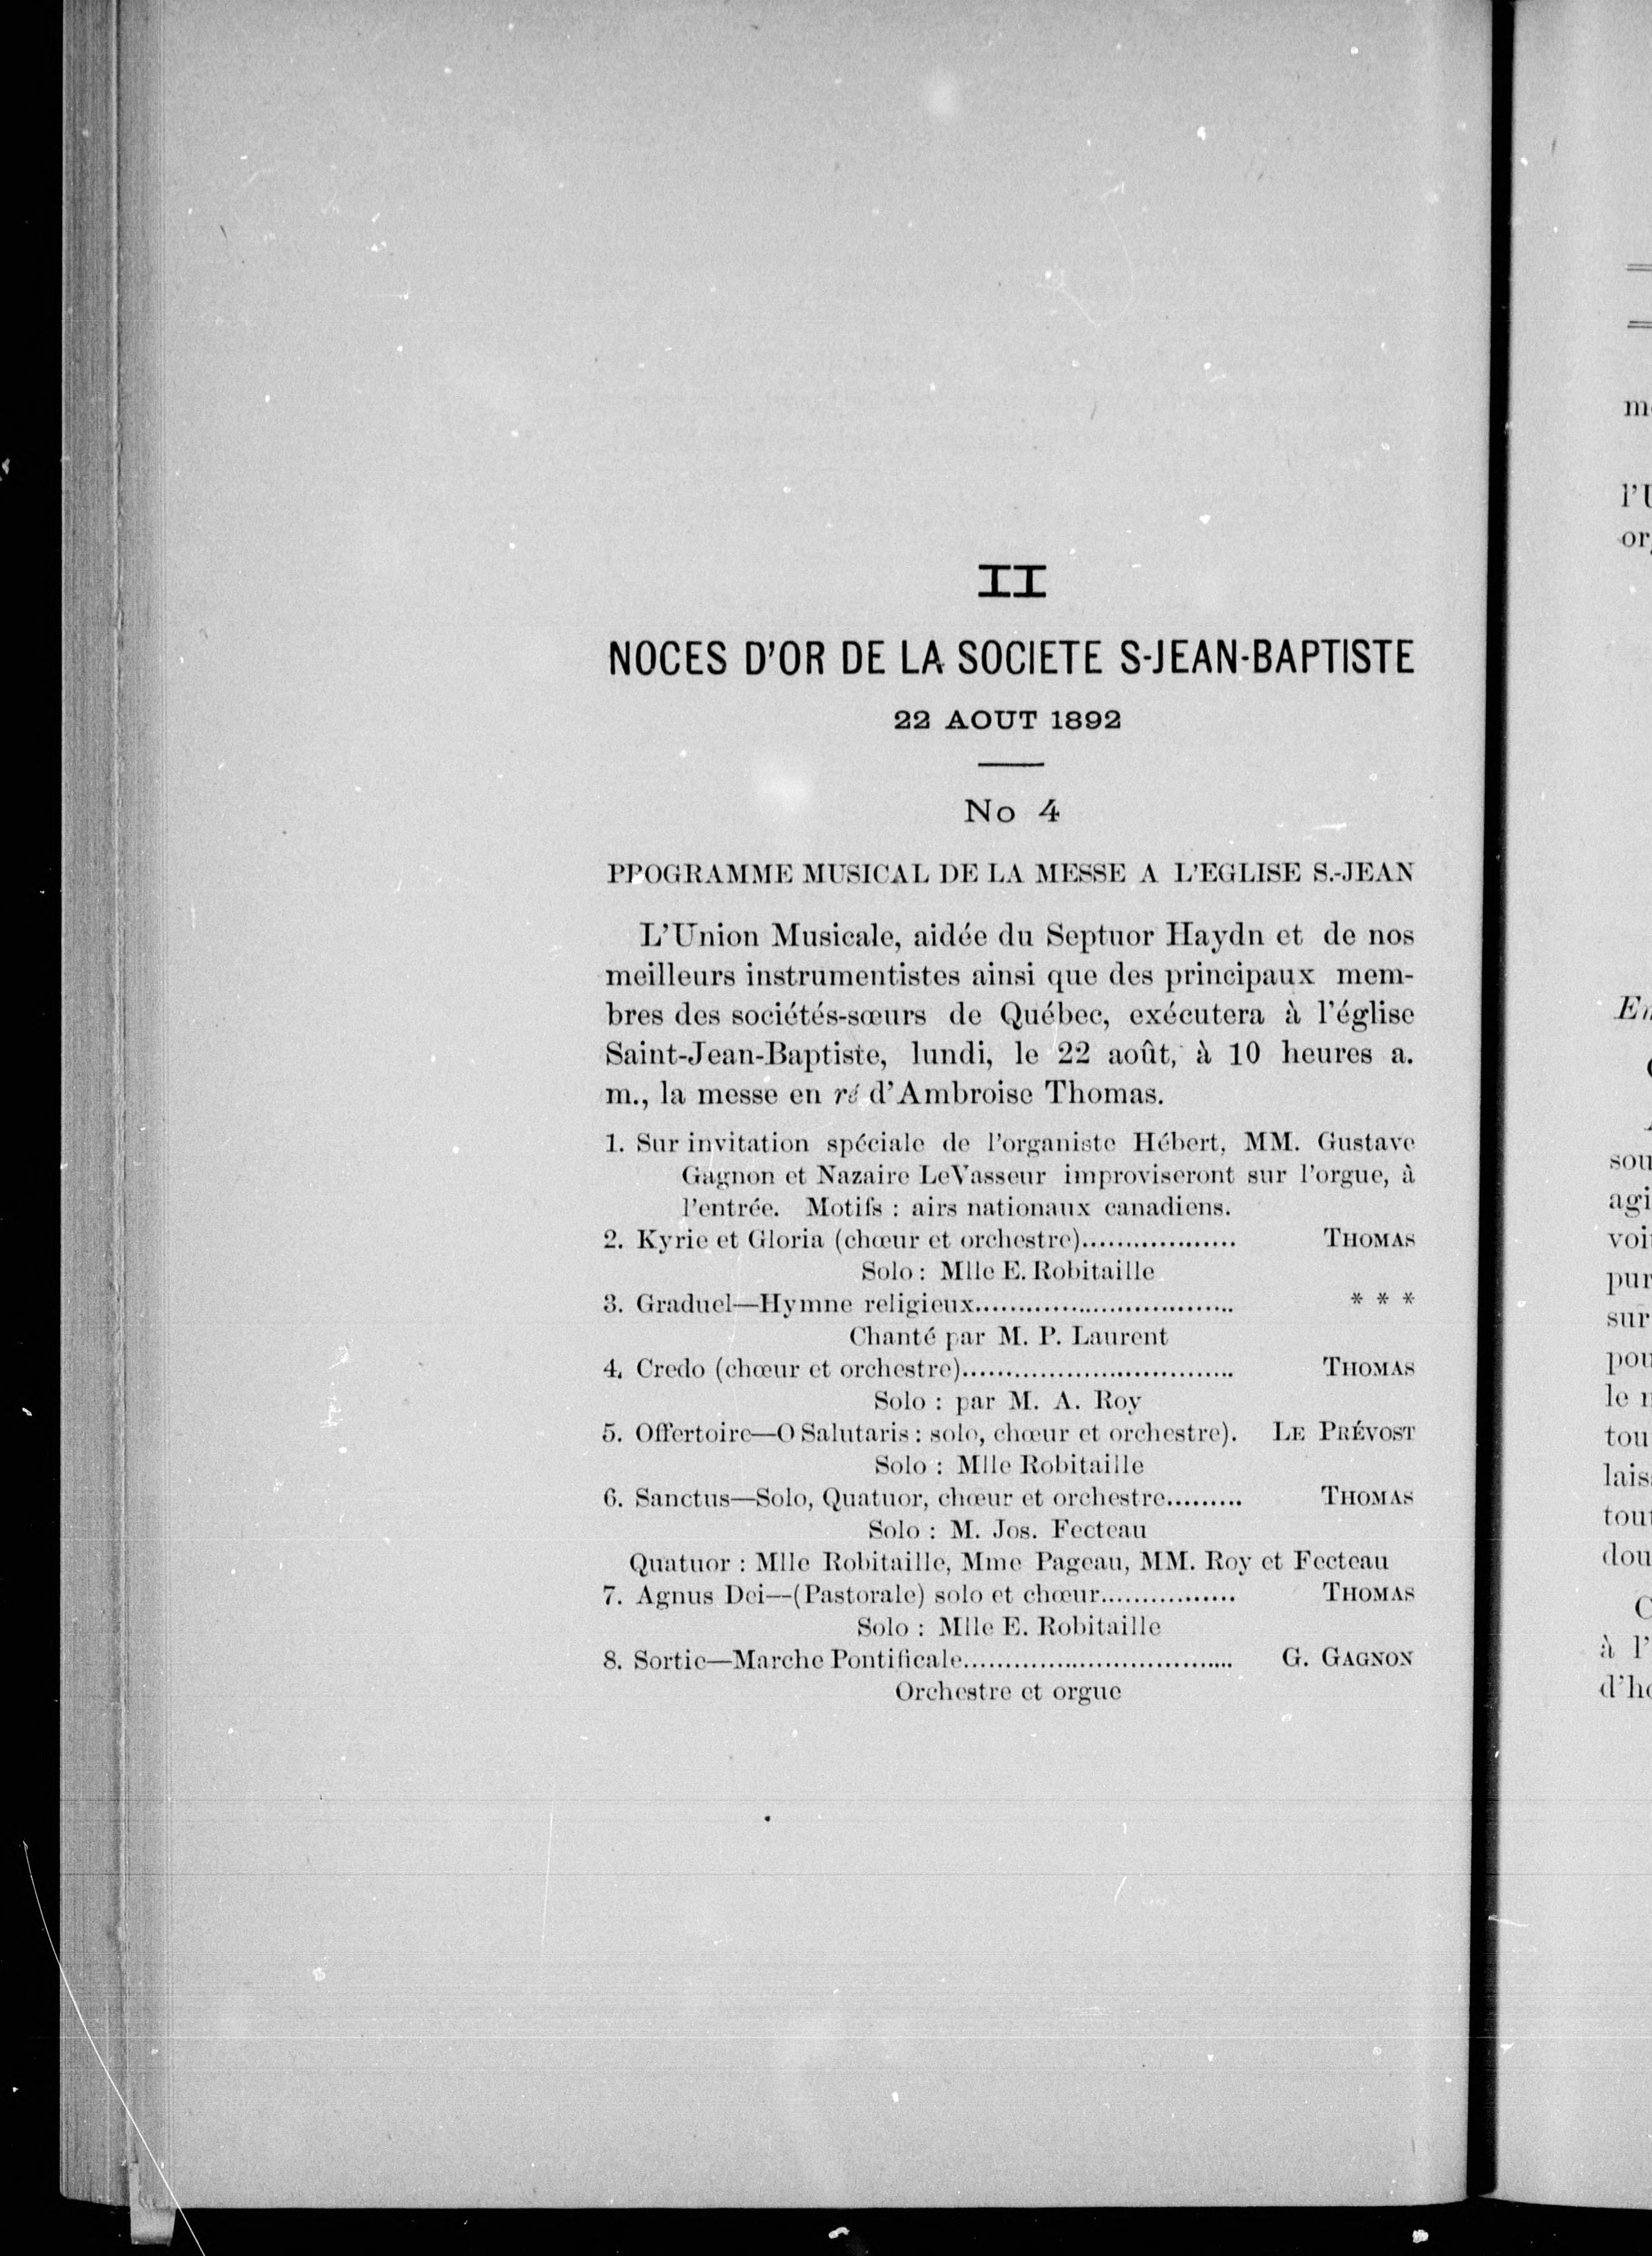 II
NOCES D'OR DE LA SOCIETE S-JEAN-BAPTISTE
22 AOUT 1892
No 4
PPOGRAMME MUSICAL DE LA MESSE A L'EGLISE S.-JEAN
L'Union Musicale, aidée du Septuor Haydn et de nos
meilleurs instrumentistes ainsi que des principaux mem-
bres des sociétés-sœurs de Québec, exécutera à l'église
Saint-Jean-Baptiste, lundi, le 22 août, à 10 heures a.
m., la messe en ré d'Ambroise Thomas.
1. Sur invitation spéciale de l'organiste Hébert, MM. Gustave
Gagnon et Nazaire LeVasseur improviseront sur l'orgue, à
l'entrée. Motifs : airs nationaux canadiens.
2. Kyrie et Gloria (chœur et orchestre).................. THOMAS
Solo : Mlle E. Robitaille
3. Graduel—Hymne religieux.............................. * * *
Chanté par M. P. Laurent
4. Credo (chœur et orchestre)................................ THOMAS
Solo : par M. A. Roy
5. Offertoire—O Salutaris : solo, chœur et orchestre). LE PRÉVOST
Solo : Mlle Robitaille
6. Sanctus—Solo, Quatuor, chœur et orchestre......... THOMAS
Solo : M. Jos. Fecteau
Quatuor : Mlle Robitaille, Mme Pageau, MM. Roy et Fecteau
7. Agnus Dei—(Pastorale) solo et chœur................ THOMAS
Solo : Mlle E. Robitaille
8. Sortie—Marche Pontificale................................ G. GAGNON
Orchestre et orgue